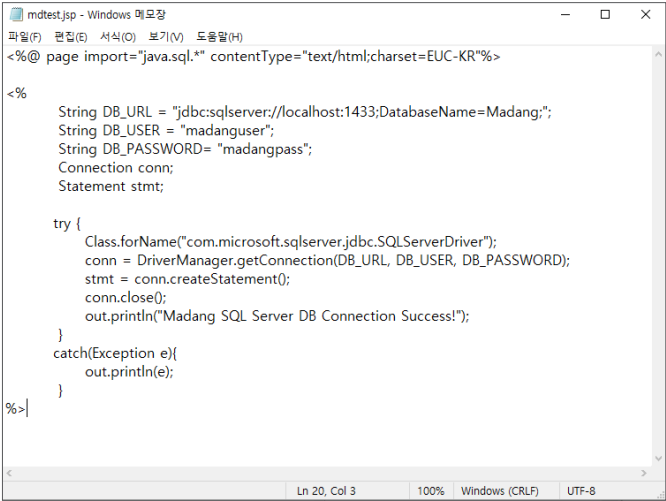 mdtest.jsp - Windows 메모장
파일(F) 편집(E) 서식(O) 보기(V) 도움말(H)
<%@ page import="java.sql.*" contentType="text/html;charset=EUC-KR"%>
<%
String DB_URL = "jdbc:sqlserver://localhost:1433;DatabaseName=Madang;";
String DB_USER = "madanguser";
String DB_PASSWORD= "madangpass";
Connection conn;
Statement stmt;
try {
Class.forName("com.microsoft.sqlserver.jdbc.SQLServerDriver");
conn = DriverManager.getConnection(DB_URL, DB_USER, DB_PASSWORD);
stmt = conn.createStatement();
conn.close();
out.println("Madang SQL Server DB Connection Success!");
}
catch(Exception e){
out.println(e);
}
%>
Ln 20, Col 3 100% Windows (CRLF) UTF-8